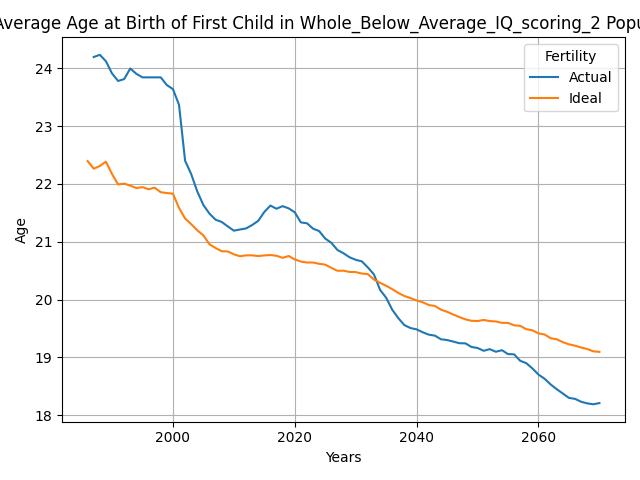 Average Age at Birth of First Child in Whole_Below_Average_IQ_scoring_2
Fertility
Actual
Ideal
24
23
22
21
20
19
18
Age
2000
2020
2040
2060
Years